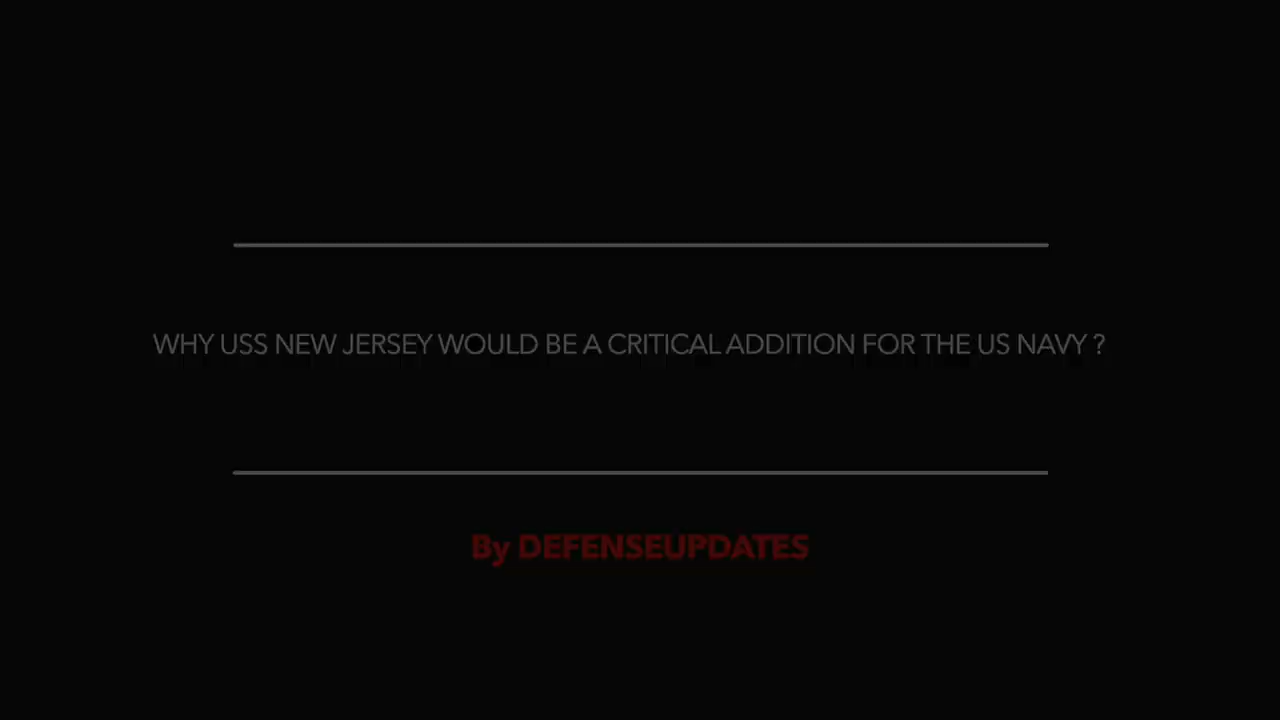 WHY USS NEW JERSEY WOULD BE A CRITICAL ADDITION FOR THE US NAVY ?
By DEFENSEUPDATES